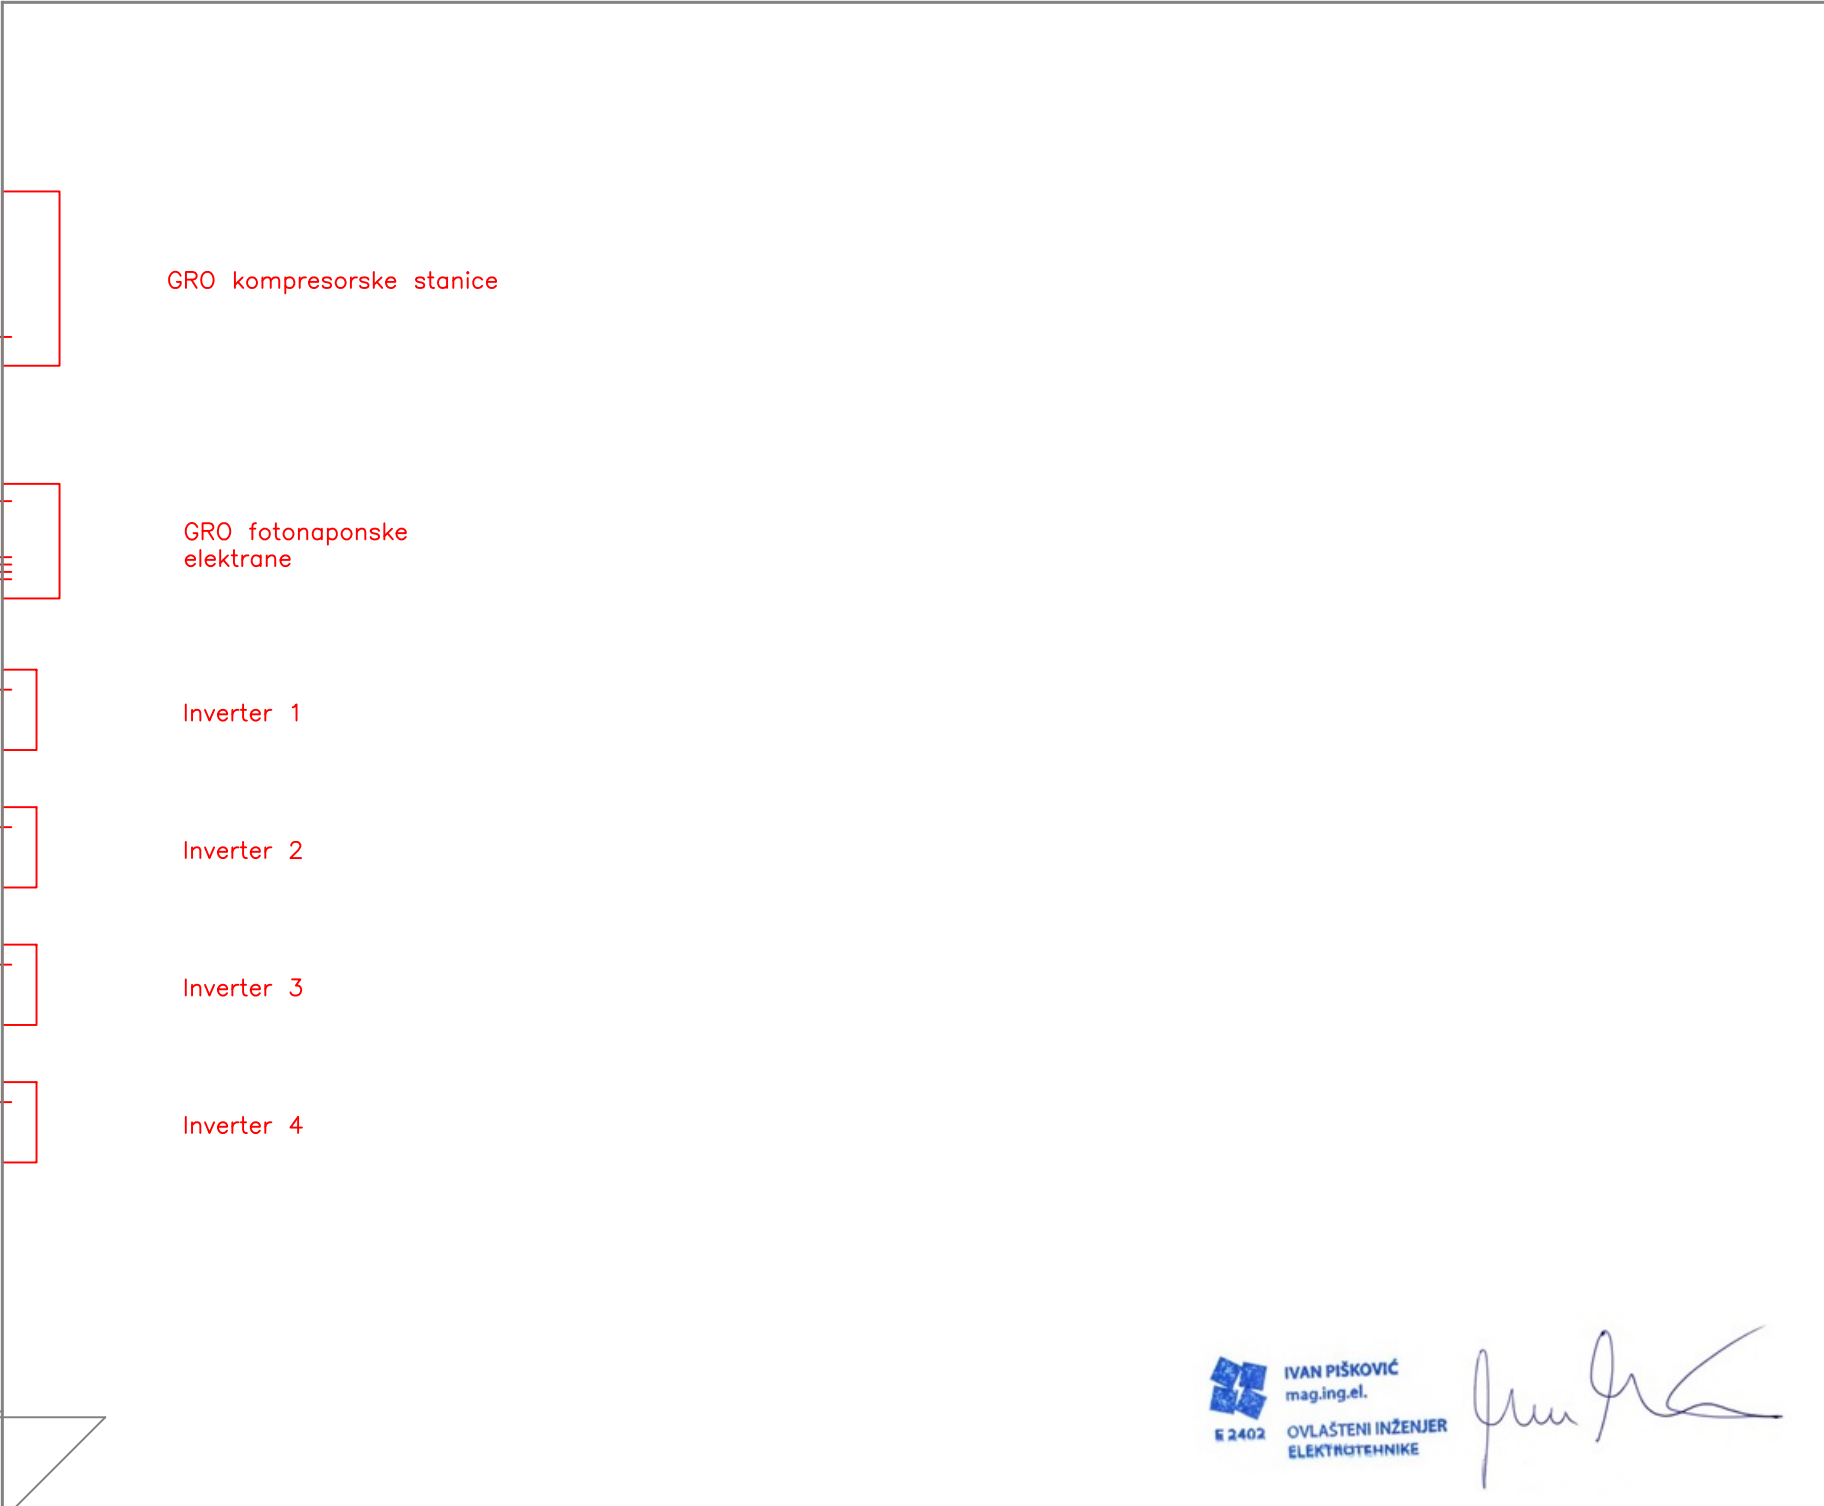 GRO kompresorske stanice
GRO fotonaponske
elektrane
Inverter 1
Inverter 2
Inverter 3
Inverter 4
IVAN PIŠKOVIĆ
mag.ing.el.
E 2402
OVLAŠTENI INŽENJER
ELEKTROTEHNIKE